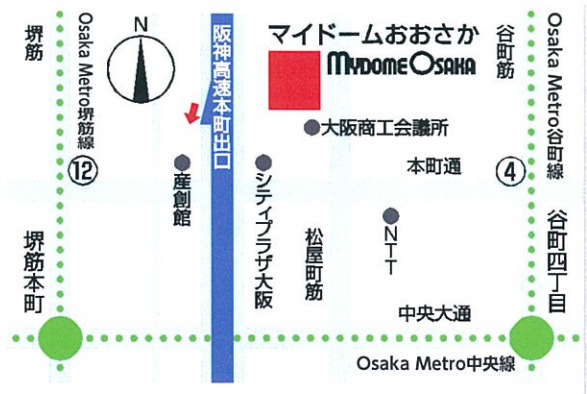 堺筋
Osaka Metro堺筋線
N
阪神高速本町出口
マイドームおおさか
MYDOME OSAKA
谷町筋
Osaka Metro谷町線
大阪商工会議所
本町通
⑫
④
産創館
シティプラザ大阪
松屋町筋
NTT
堺筋本町
谷町四丁目
中央大通
Osaka Metro中央線